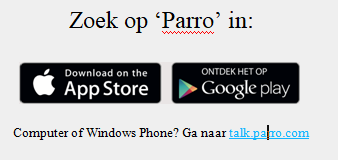 Zoek op ‘Parro’ in:
Download on the
App Store
ONTDEK HET OP
Google play
Computer of Windows Phone? Ga naar talk.parro.com